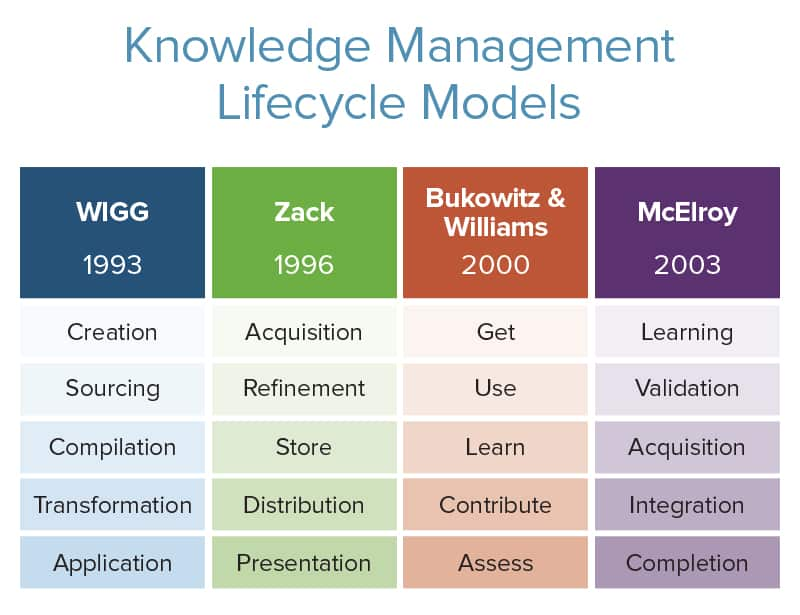 Knowledge Management
Lifecycle Models
WIGG
1993
Zack
1996
Bukowitz &
Williams
2000
McElroy
2003
Creation
Acquisition
Get
Learning
Sourcing
Refinement
Use
Validation
Compilation
Store
Learn
Acquisition
Transformation
Distribution
Contribute
Integration
Application
Presentation
Assess
Completion